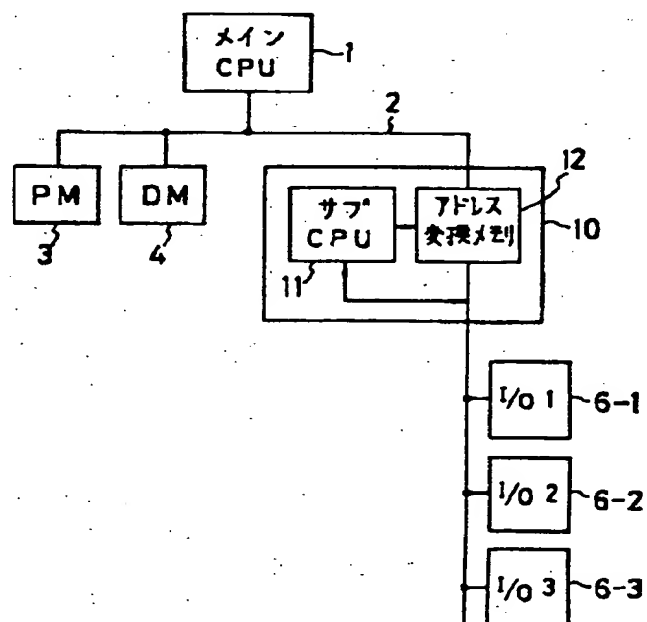 メイン
CPU
1
2
PM
3
DM
4
サブ
CPU
11
アドレス
変換メモリ
12
10
I/O 1
6-1
I/O 2
6-2
I/O 3
6-3